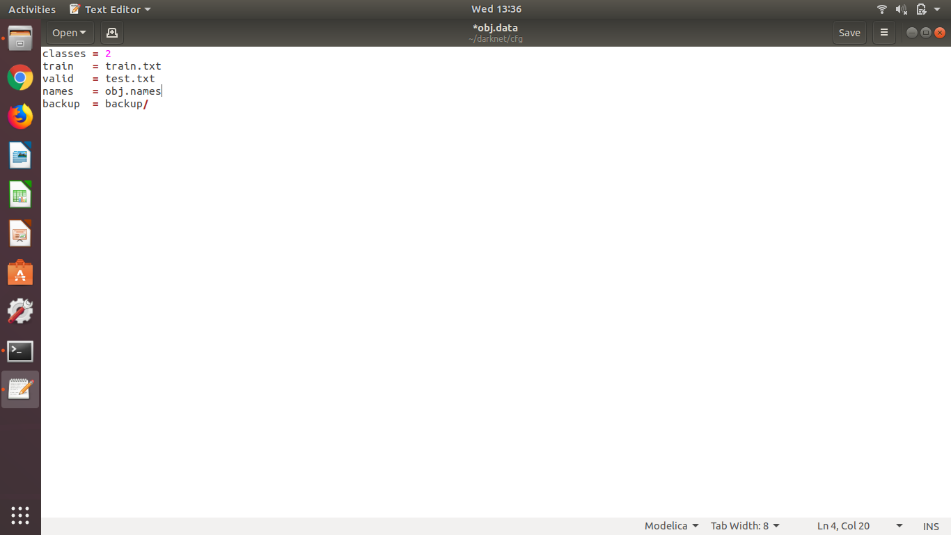 Activities Text Editor Wed 13:36
Open *obj.data Save
~/darknet/cfg
classes = 2
train   = train.txt
valid   = test.txt
names   = obj.names
backup  = backup/
Modelica Tab Width: 8 Ln 4, Col 20 INS